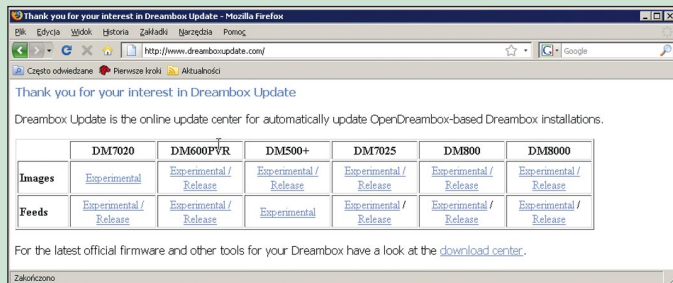 Thank you for your interest in Dreambox Update - Mozilla Firefox
Plik Edycja Widok Historia Zakładki Narzędzia Pomoc
http://www.dreamboxupdate.com/
G Google
Często odwiedzane Pierwsze kroki Aktualności
Thank you for your interest in Dreambox Update
Dreambox Update is the online update center for automatically update OpenDreambox-based Dreambox installations.
DM7020 DM600PVR DM500+ DM7025 DM800 DM8000
Images Experimental Experimental / Release Experimental / Release Experimental / Release Experimental / Release Experimental / Release
Feeds Experimental / Release Experimental / Release Experimental Experimental / Release Experimental / Release Experimental / Release
For the latest official firmware and other tools for your Dreambox have a look at the download center.
Zakończono